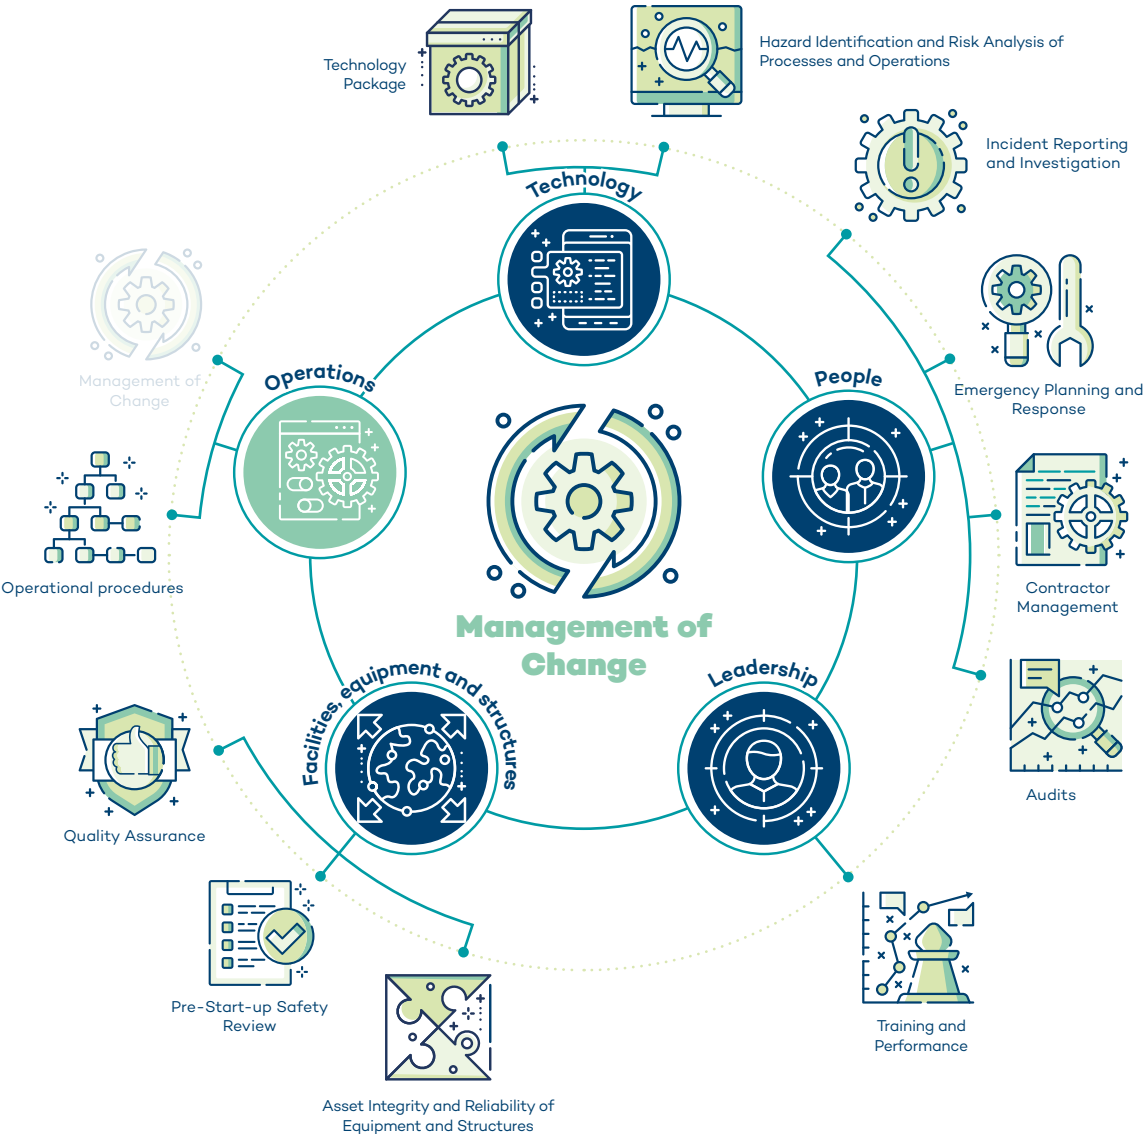 Technology
Package
Hazard Identification and Risk Analysis of
Processes and Operations
Incident Reporting
and Investigation
Technology
Management of
Change
Operations
People
Emergency Planning and
Response
Operational procedures
Management of
Change
Contractor
Management
Facilities, equipment and structures
Leadership
Quality Assurance
Audits
Pre-Start-up Safety
Review
Training and
Performance
Asset Integrity and Reliability of
Equipment and Structures